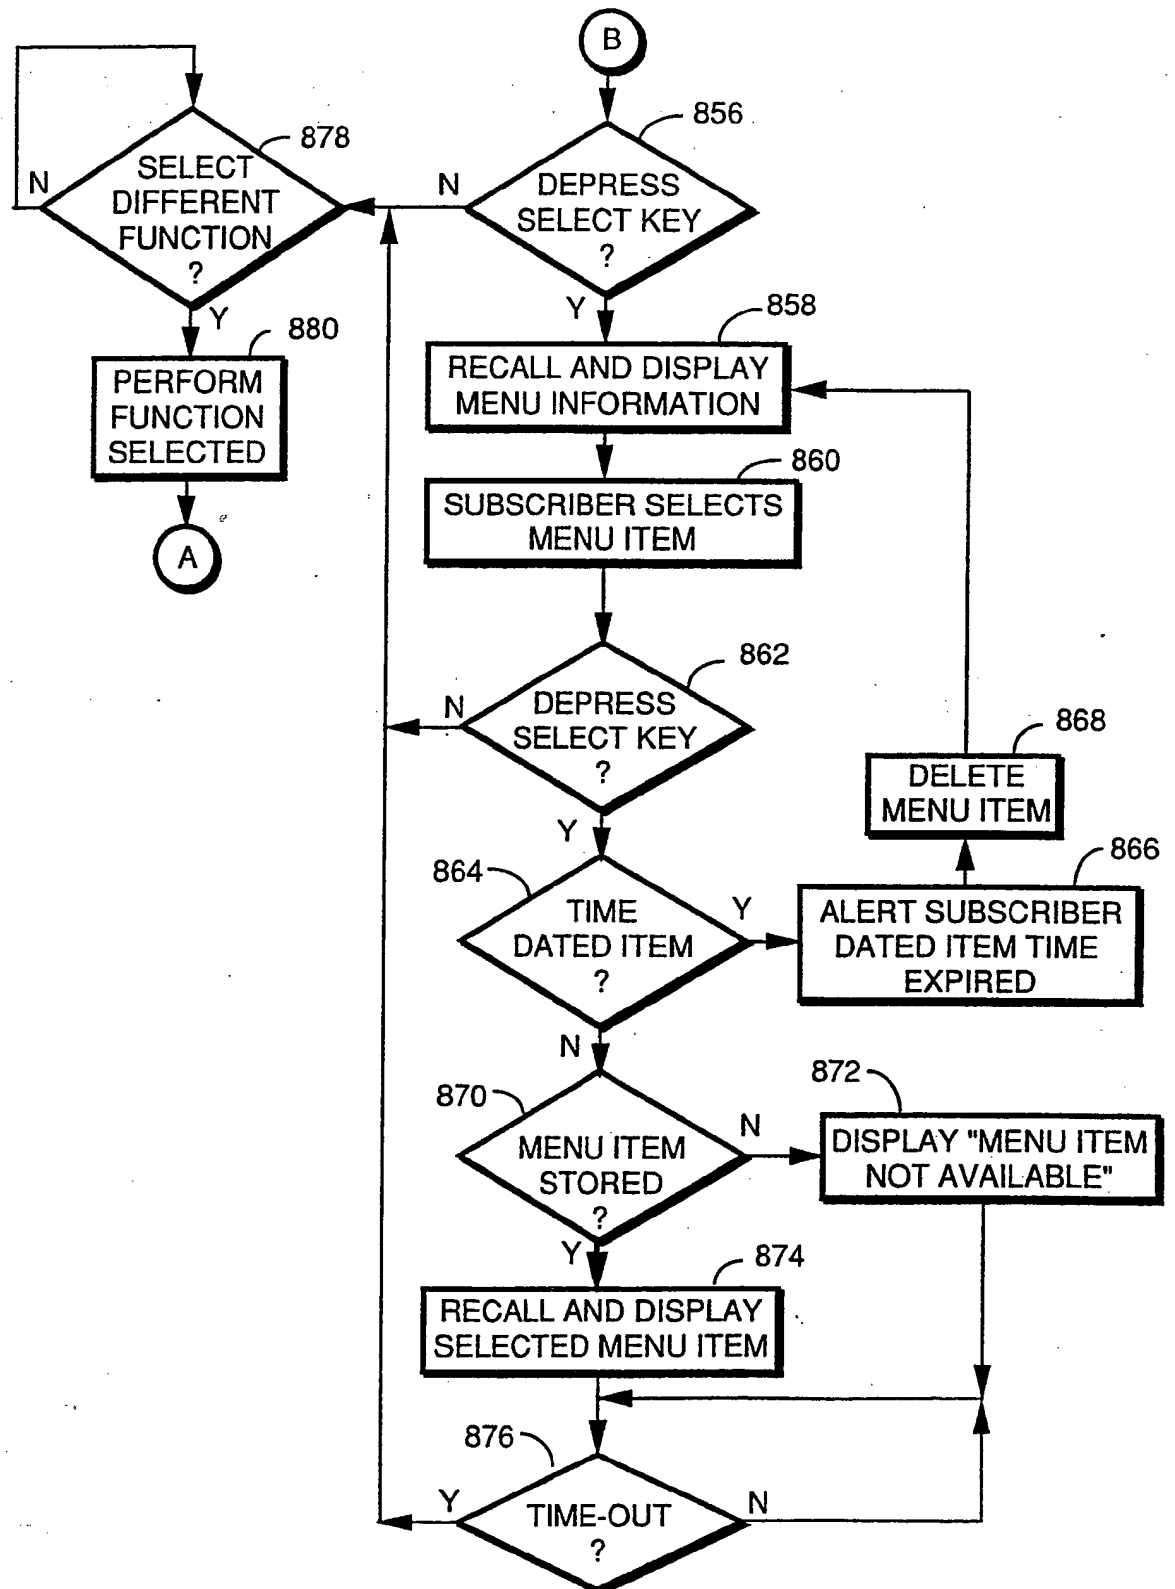 B
856
878
N
SELECT
DIFFERENT
FUNCTION
?
N
DEPRESS
SELECT KEY
?
Y
Y
858
880
PERFORM
FUNCTION
SELECTED
RECALL AND DISPLAY
MENU INFORMATION
860
SUBSCRIBER SELECTS
MENU ITEM
A
862
N
DEPRESS
SELECT KEY
?
868
DELETE
MENU ITEM
Y
864
866
TIME
DATED ITEM
?
Y
ALERT SUBSCRIBER
DATED ITEM TIME
EXPIRED
N
870
872
MENU ITEM
STORED
?
N
DISPLAY "MENU ITEM
NOT AVAILABLE"
Y
874
RECALL AND DISPLAY
SELECTED MENU ITEM
876
Y
TIME-OUT
?
N